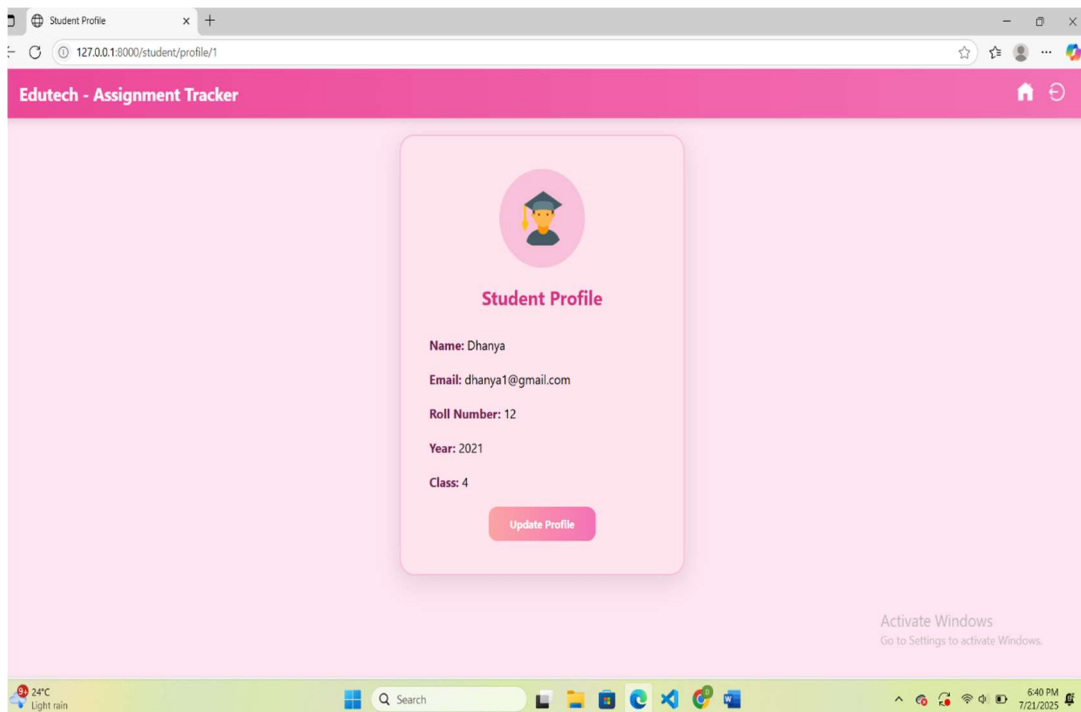 Student Profile
127.0.0.1:8000/student/profile/1
Edutech - Assignment Tracker
Student Profile
Name: Dhanya
Email: dhanya1@gmail.com
Roll Number: 12
Year: 2021
Class: 4
Update Profile
Activate Windows
Go to Settings to activate Windows.
9+
24°C
Light rain
Search
6:40 PM
7/21/2025